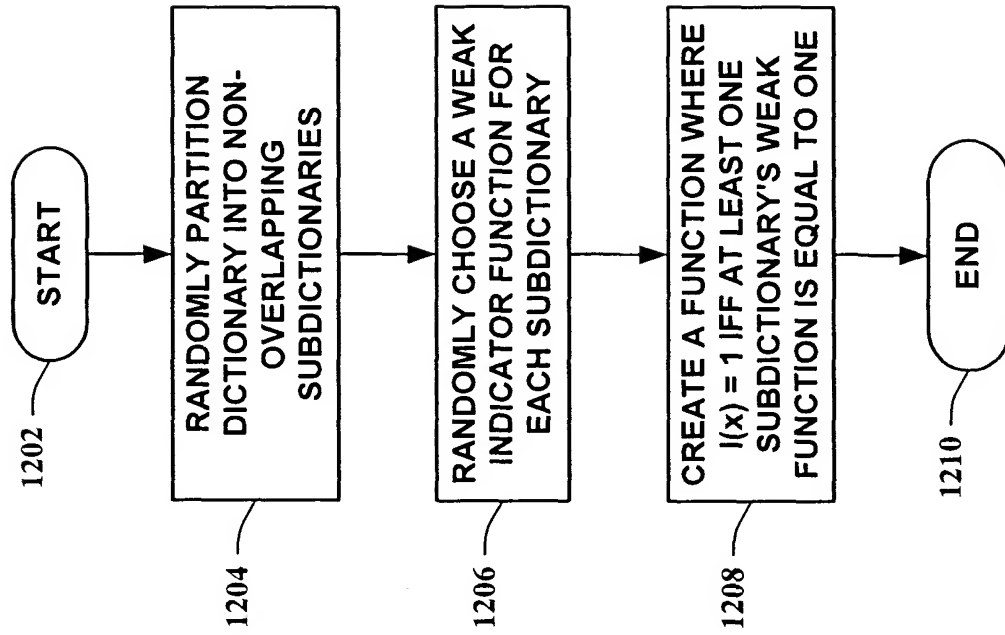 START
1202
RANDOMLY PARTITION
DICTIONARY INTO NON-
OVERLAPPING
SUBDICTIONARIES
1204
RANDOMLY CHOOSE A WEAK
INDICATOR FUNCTION FOR
EACH SUBDICTIONARY
1206
CREATE A FUNCTION WHERE
I(x) = 1 IFF AT LEAST ONE
SUBDICTIONARY'S WEAK
FUNCTION IS EQUAL TO ONE
1208
END
1210